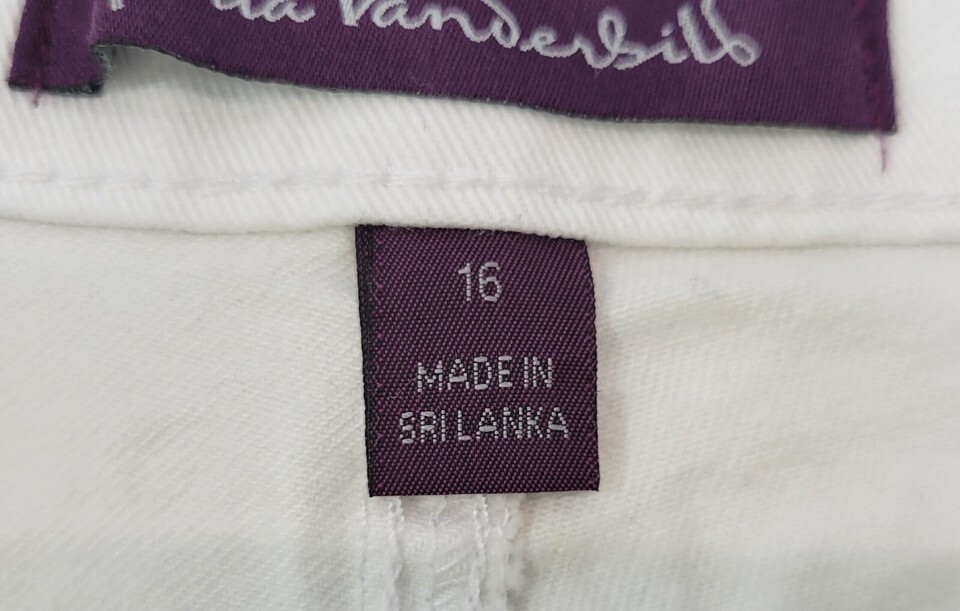 Vanderbilt
16
MADE IN
SRI LANKA